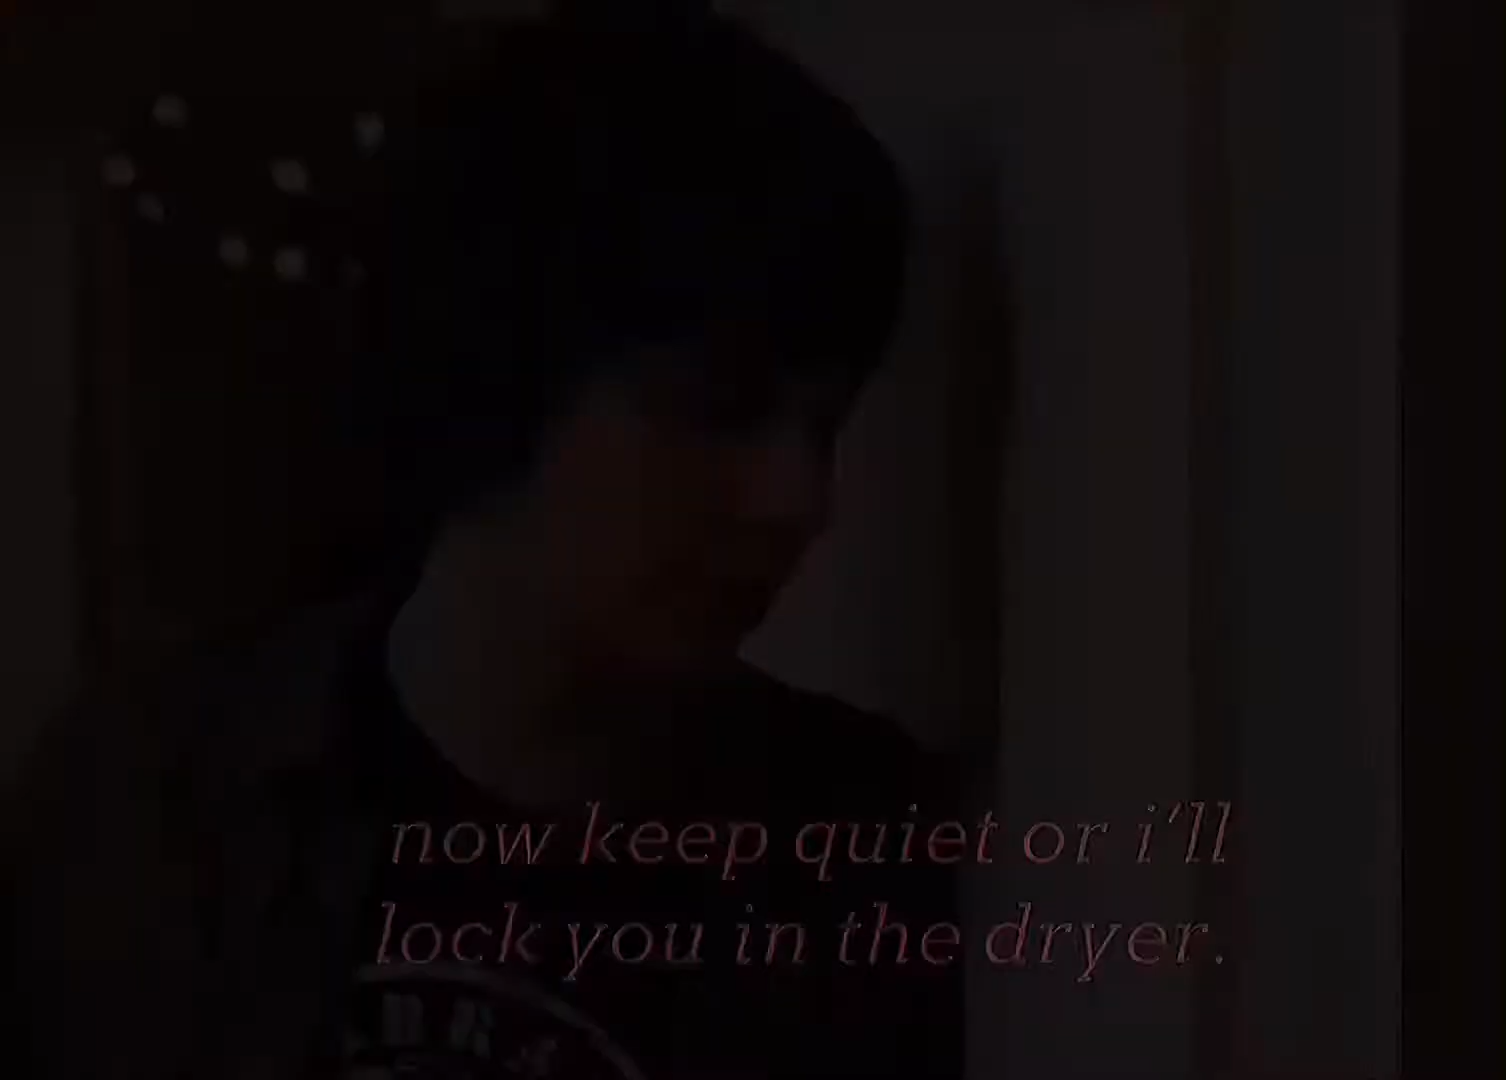 now keep quiet or i'll
lock you in the dryer.